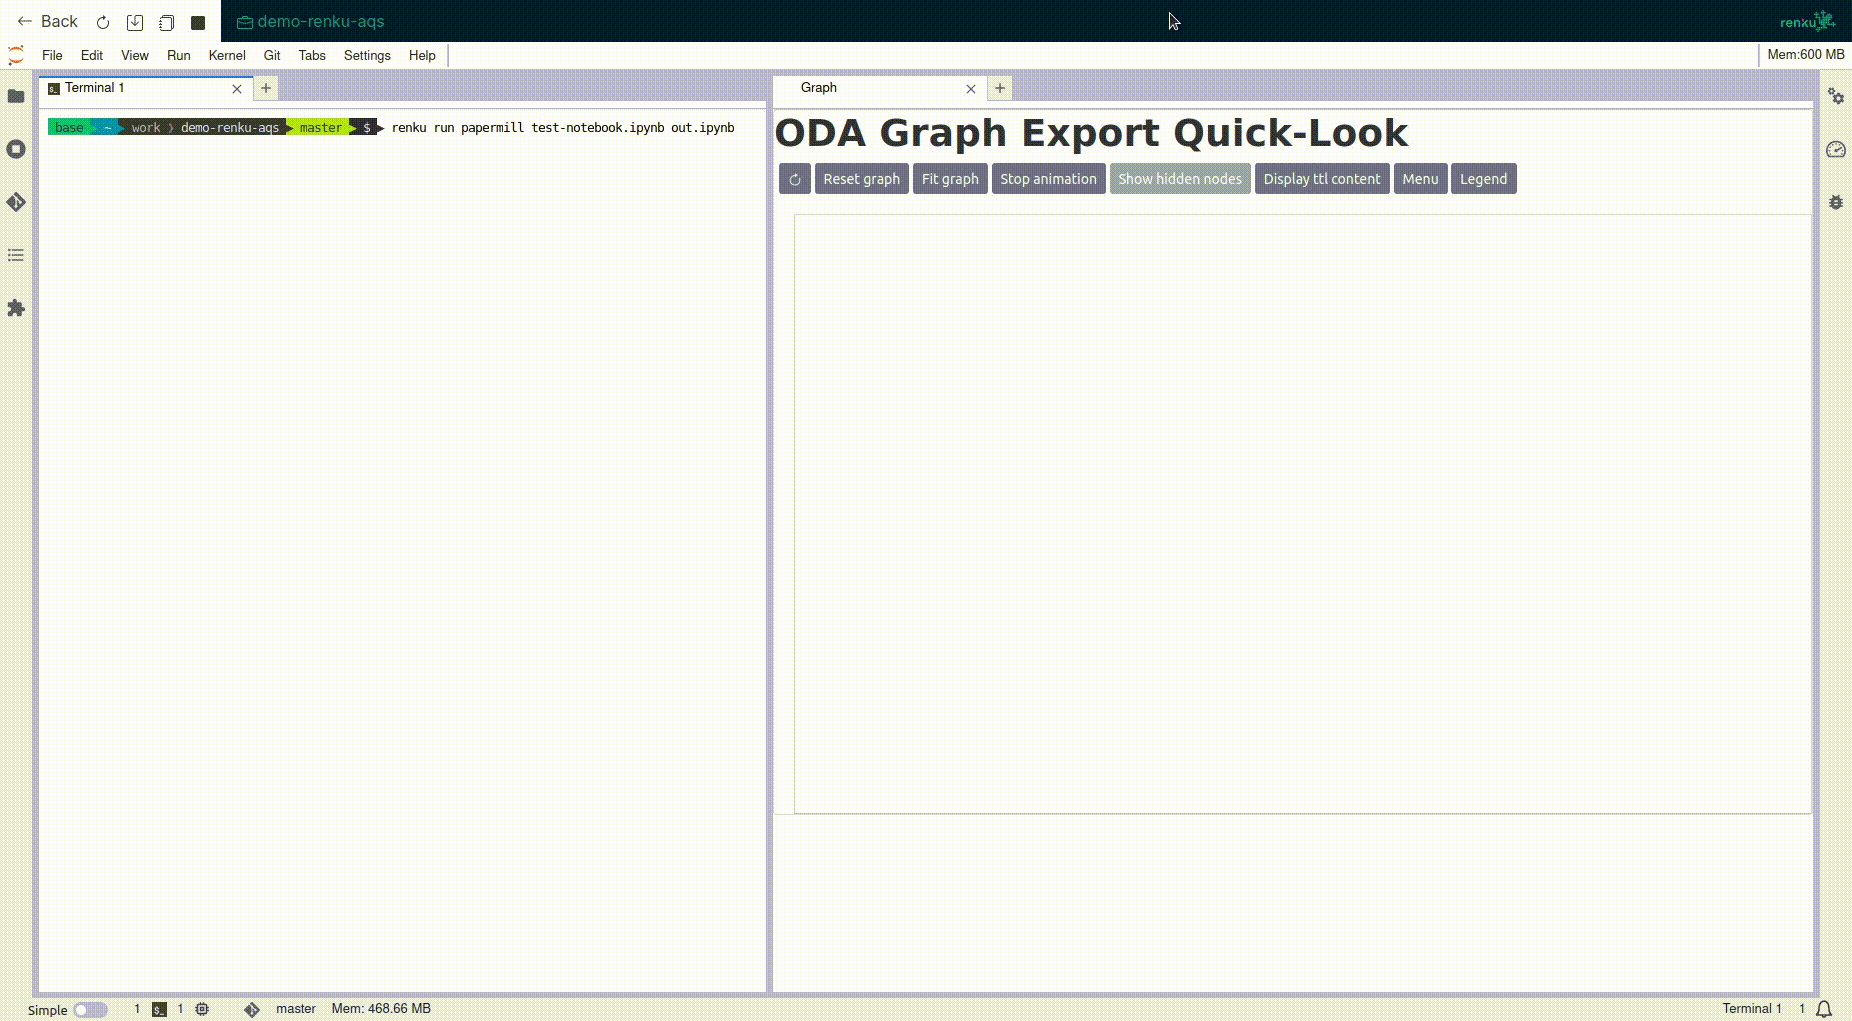 Back demo-renku-aqs renku
File Edit View Run Kernel Git Tabs Settings Help Mem:600 MB
Terminal 1 Graph
base ~ work demo-renku-aqs master $ renku run papermill test-notebook.ipynb out.ipynb
ODA Graph Export Quick-Look
Reset graph Fit graph Stop animation Show hidden nodes Display ttl content Menu Legend
Simple 1 $_ 1 master Mem: 468.66 MB Terminal 1 1